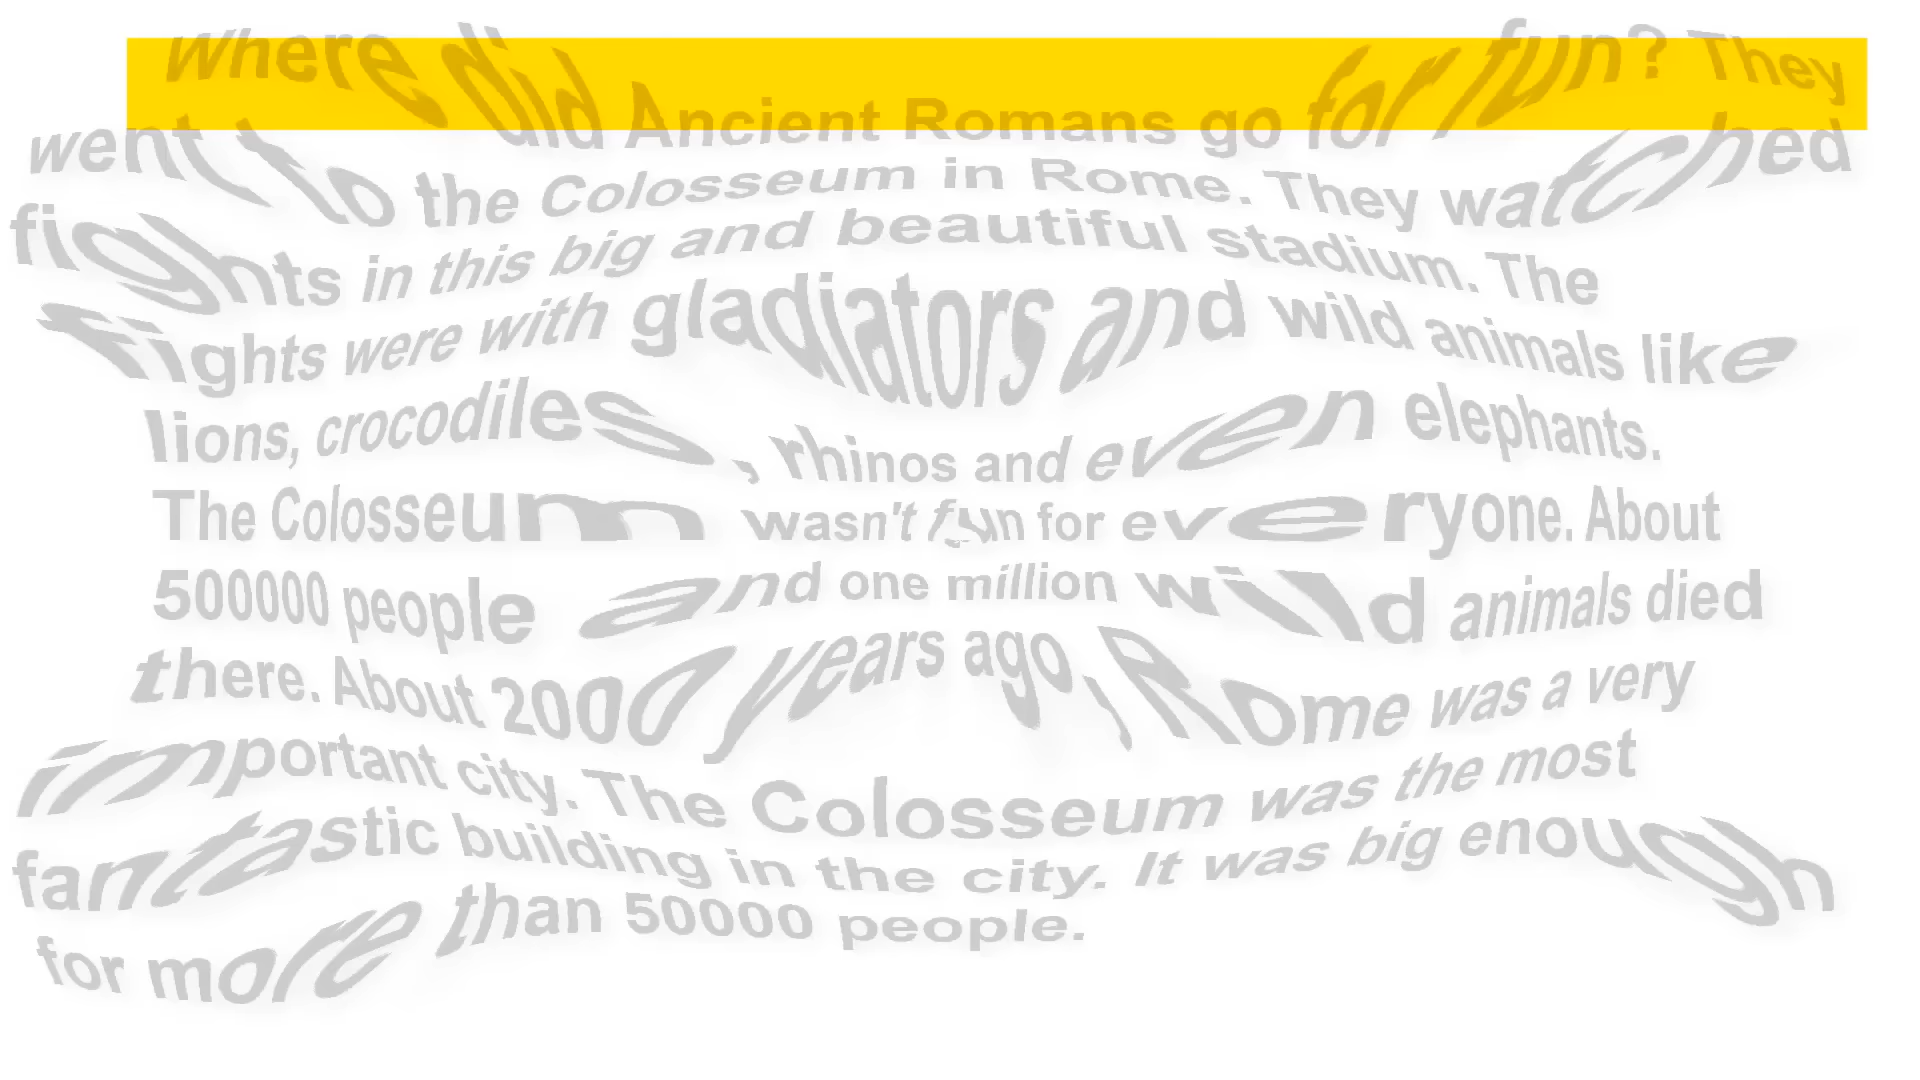 Where did Ancient Romans go for fun? They
went to the Colosseum in Rome. They watched
fights in this big and beautiful stadium. The
fights were with gladiators and wild animals like
lions, crocodiles, rhinos and even elephants.
The Colosseum wasn't fun for everyone. About
500000 people and one million wild animals died
there. About 2000 years ago, Rome was a very
important city. The Colosseum was the most
fantastic building in the city. It was big enough
for more than 50000 people.